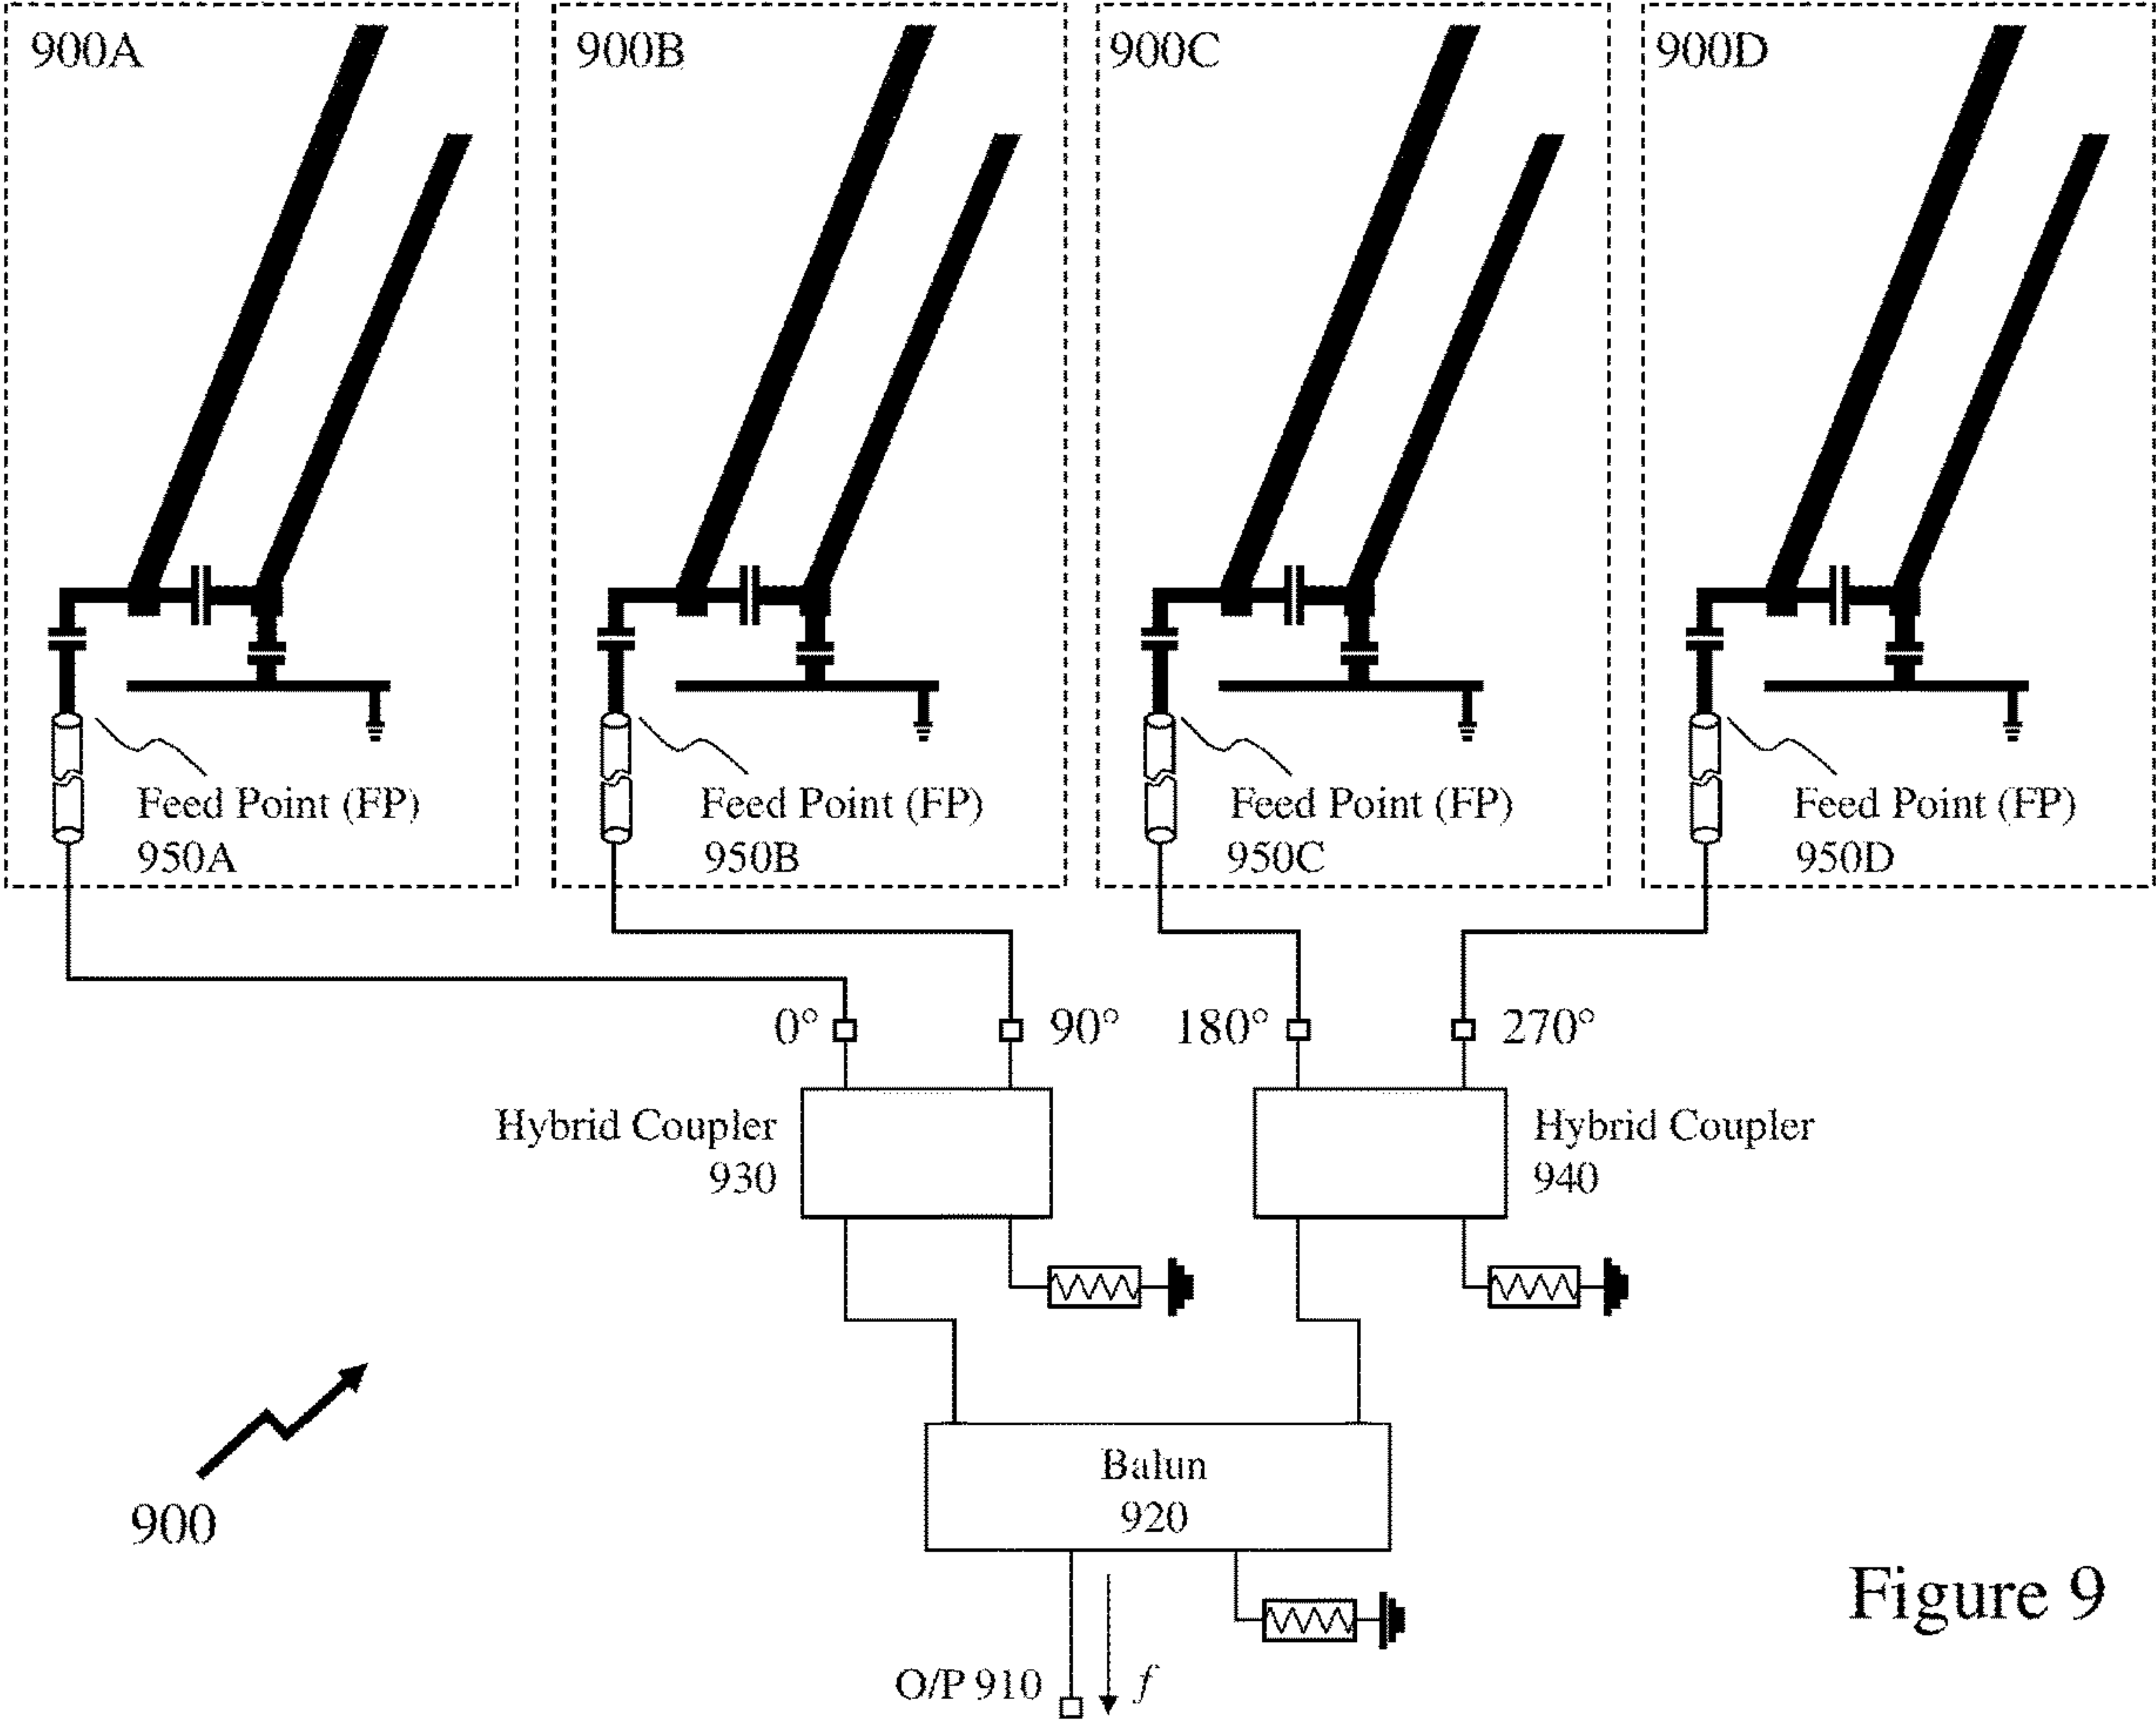 900A
900B
900C
900D
Feed Point (FP)
950A
Feed Point (FP)
950B
Feed Point (FP)
950C
Feed Point (FP)
950D
0°
90°
180°
270°
Hybrid Coupler
930
Hybrid Coupler
940
Balun
920
900
O/P 910
f
Figure 9